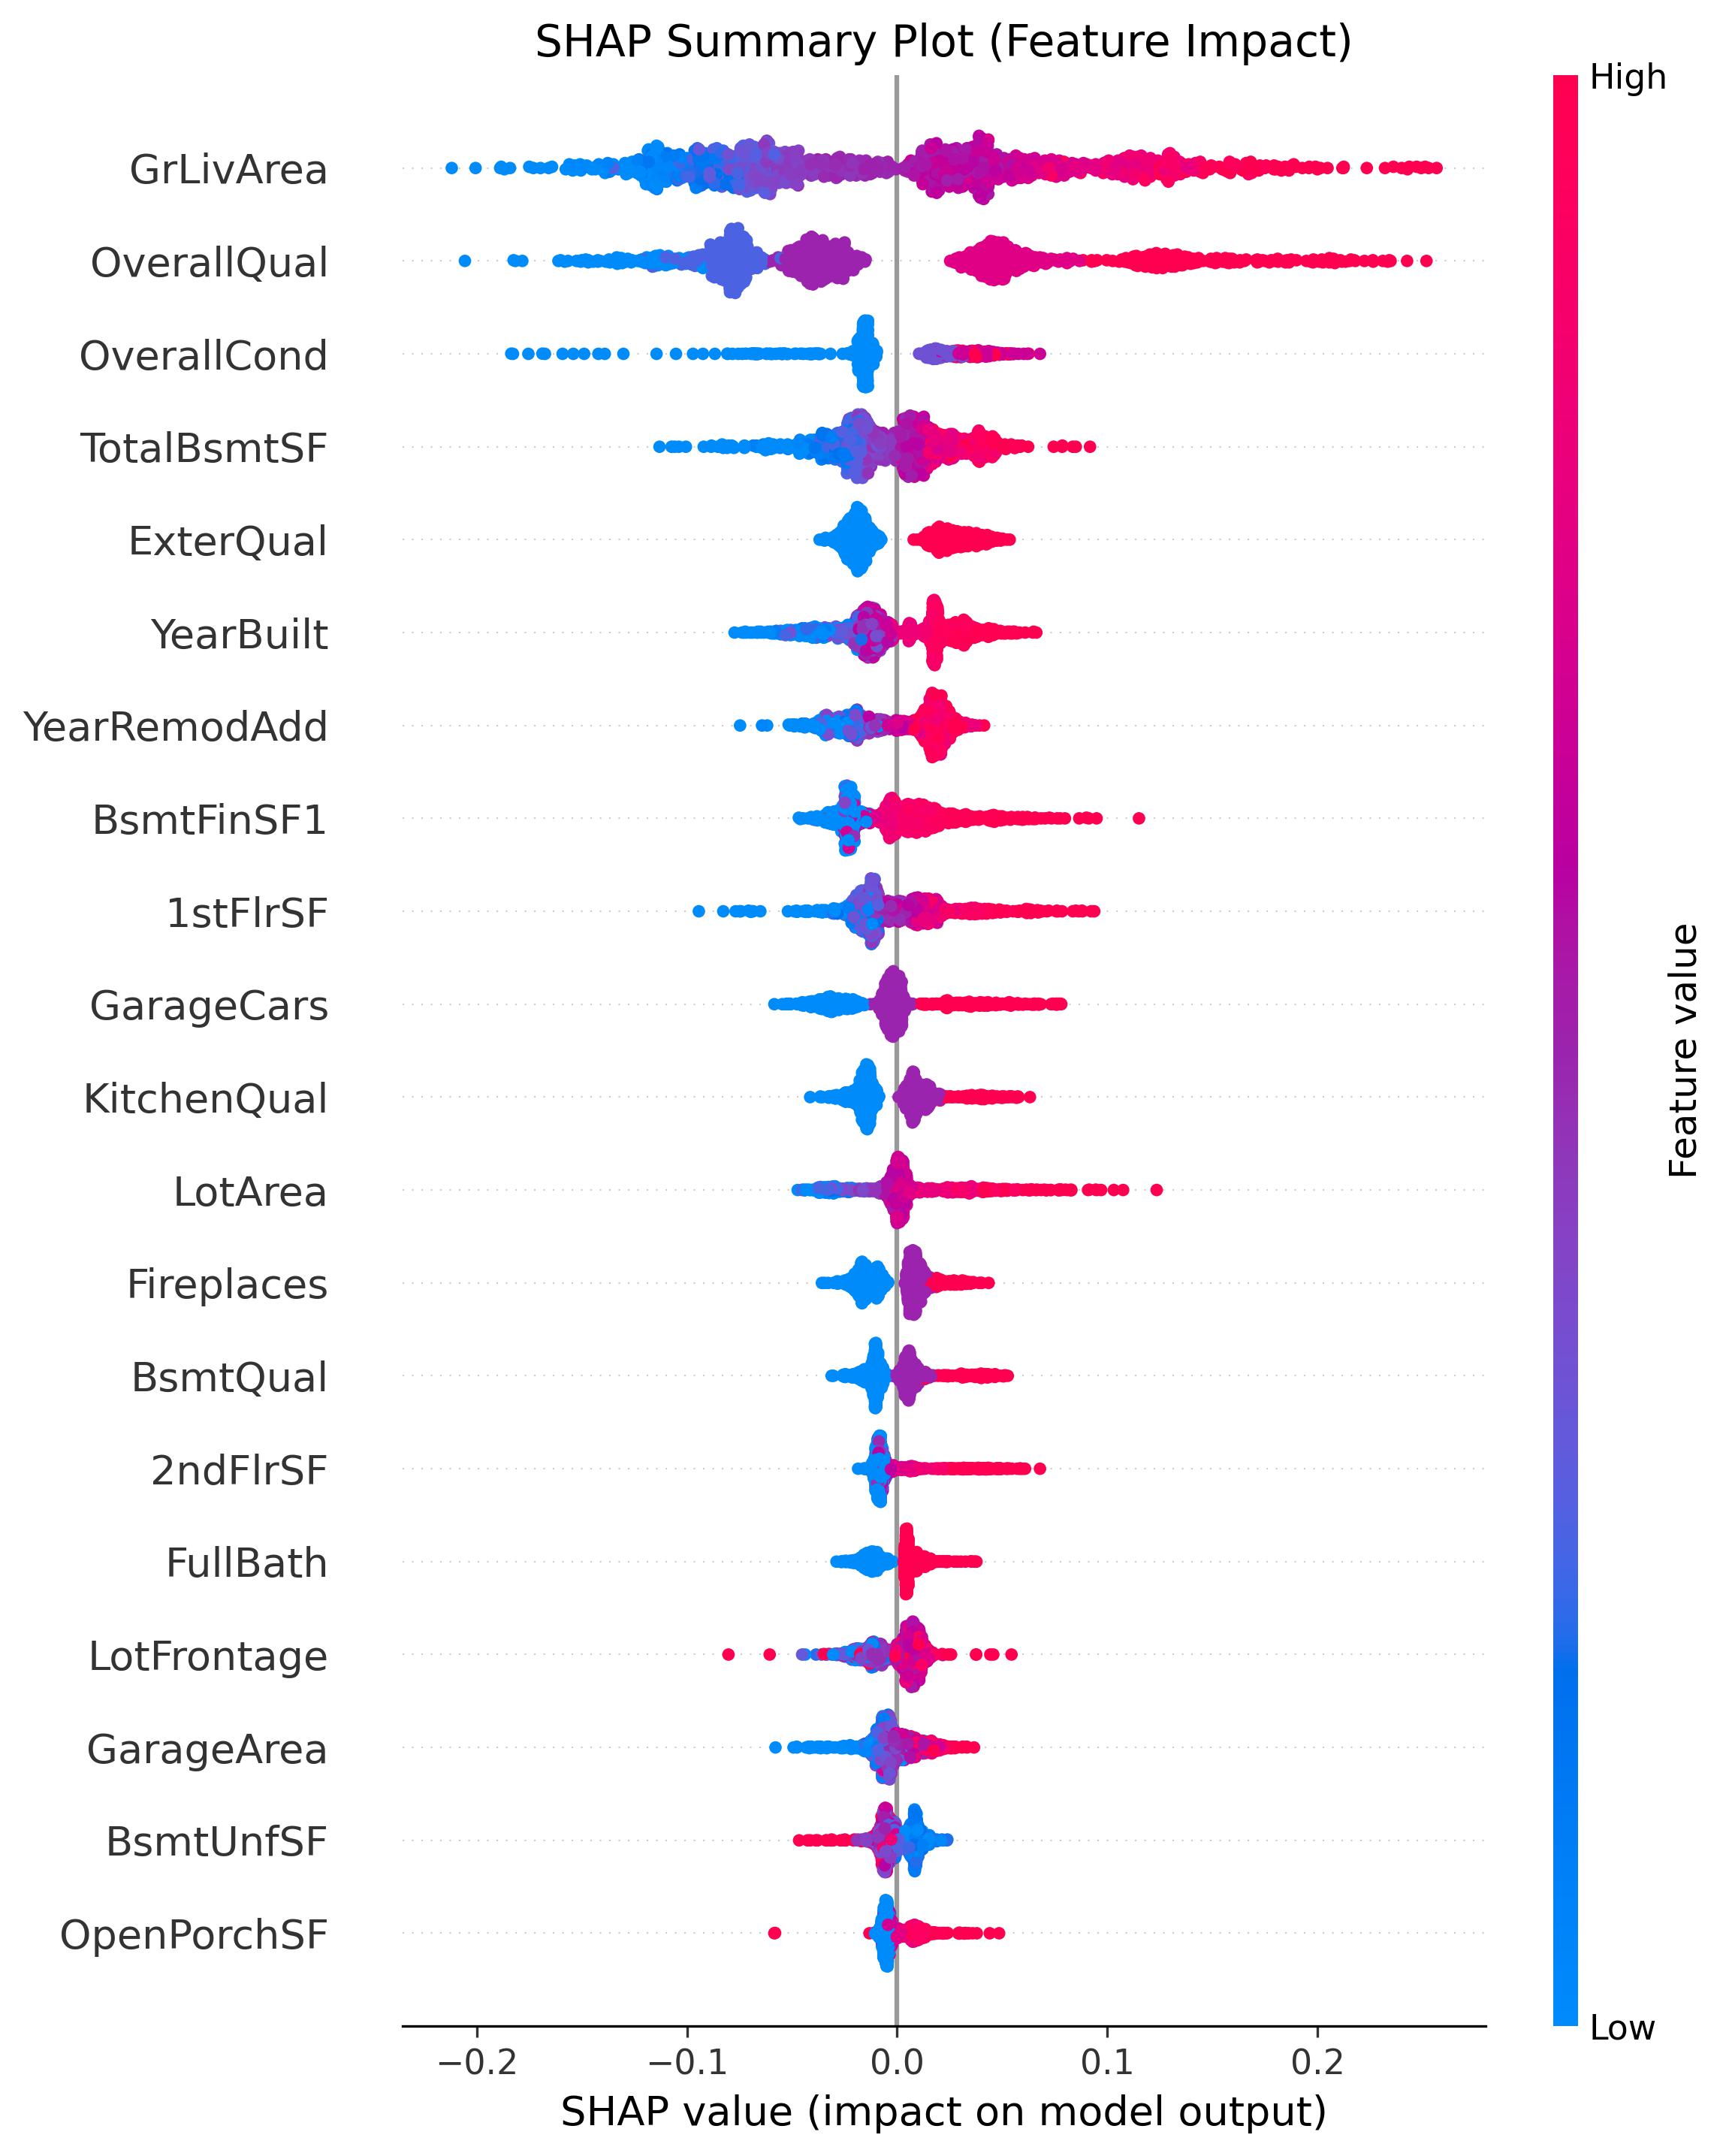 SHAP Summary Plot (Feature Impact)
High
GrLivArea
OverallQual
OverallCond
TotalBsmtSF
ExterQual
YearBuilt
YearRemodAdd
BsmtFinSF1
1stFlrSF
GarageCars
KitchenQual
LotArea
Fireplaces
BsmtQual
2ndFlrSF
FullBath
LotFrontage
GarageArea
BsmtUnfSF
OpenPorchSF
Feature value
Low
−0.2 −0.1 0.0 0.1 0.2
SHAP value (impact on model output)